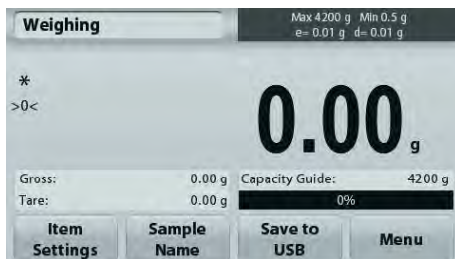 Weighing
Max 4200 g Min 0.5 g
e= 0.01 g d= 0.01 g
*
>0<
0.00 g
Gross: 0.00 g
Tare: 0.00 g
Capacity Guide: 4200 g
0%
Item Settings
Sample Name
Save to USB
Menu